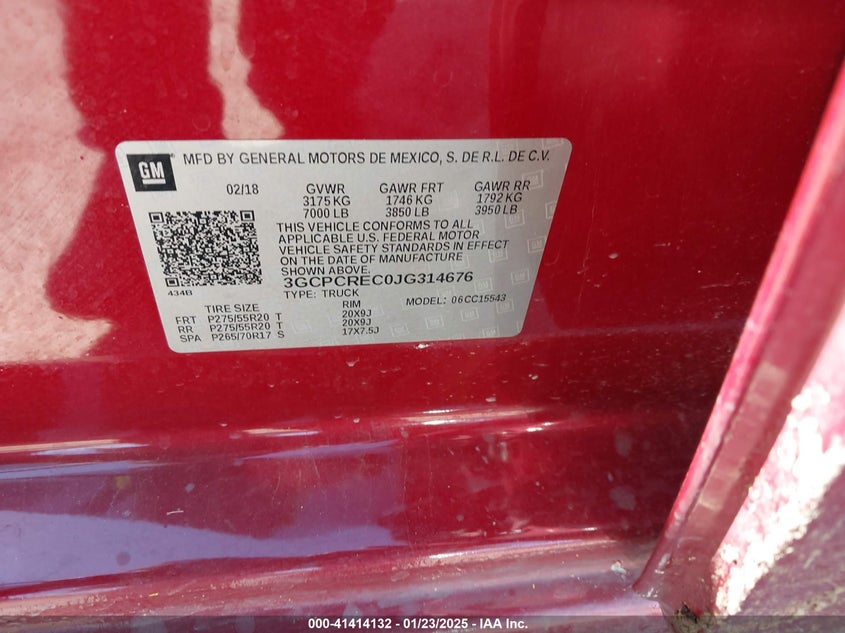 GM
MFD BY GENERAL MOTORS DE MEXICO, S. DE R.L. DE C.V.
02/18 GVWR GAWR FRT GAWR RR
3175 KG 1746 KG 1792 KG
7000 LB 3850 LB 3950 LB
THIS VEHICLE CONFORMS TO ALL
APPLICABLE U.S. FEDERAL MOTOR
VEHICLE SAFETY STANDARDS IN EFFECT
ON THE DATE OF MANUFACTURE
SHOWN ABOVE.
434B 3GCPCREC0JG314676
TYPE: TRUCK MODEL: 06CC15543
TIRE SIZE RIM
FRT P275/55R20 T 20X9J
RR P275/55R20 T 20X9J
SPA P265/70R17 S 17X7.5J
000-41414132 - 01/23/2025 - IAA Inc.